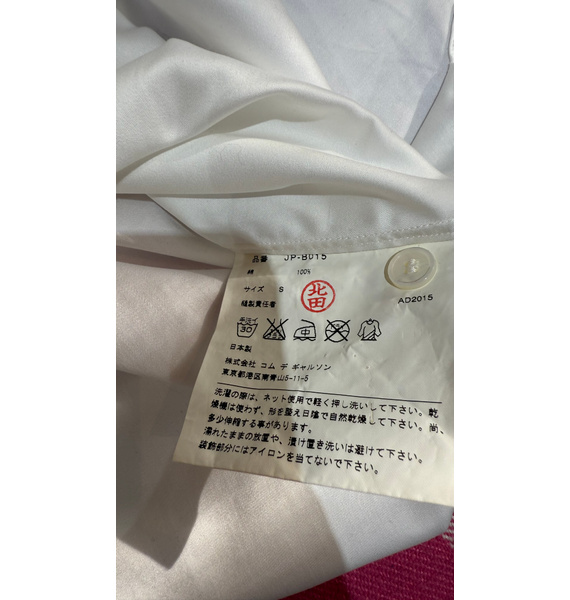 品番 JP-B015
綿 100%
サイズ S
北田
縫製責任者
AD2015
手洗イ
30
日本製
株式会社 コム デ ギャルソン
東京都港区南青山5-11-5
洗濯の際は、ネット使用で軽く押し洗いして下さい。乾
燥機は使わず、形を整え日陰で自然乾燥して下さい。尚、
多少伸縮する事があります。
濡れたままの放置や、漬け置き洗いは避けて下さい。
装飾部分にはアイロンを当てないで下さい。